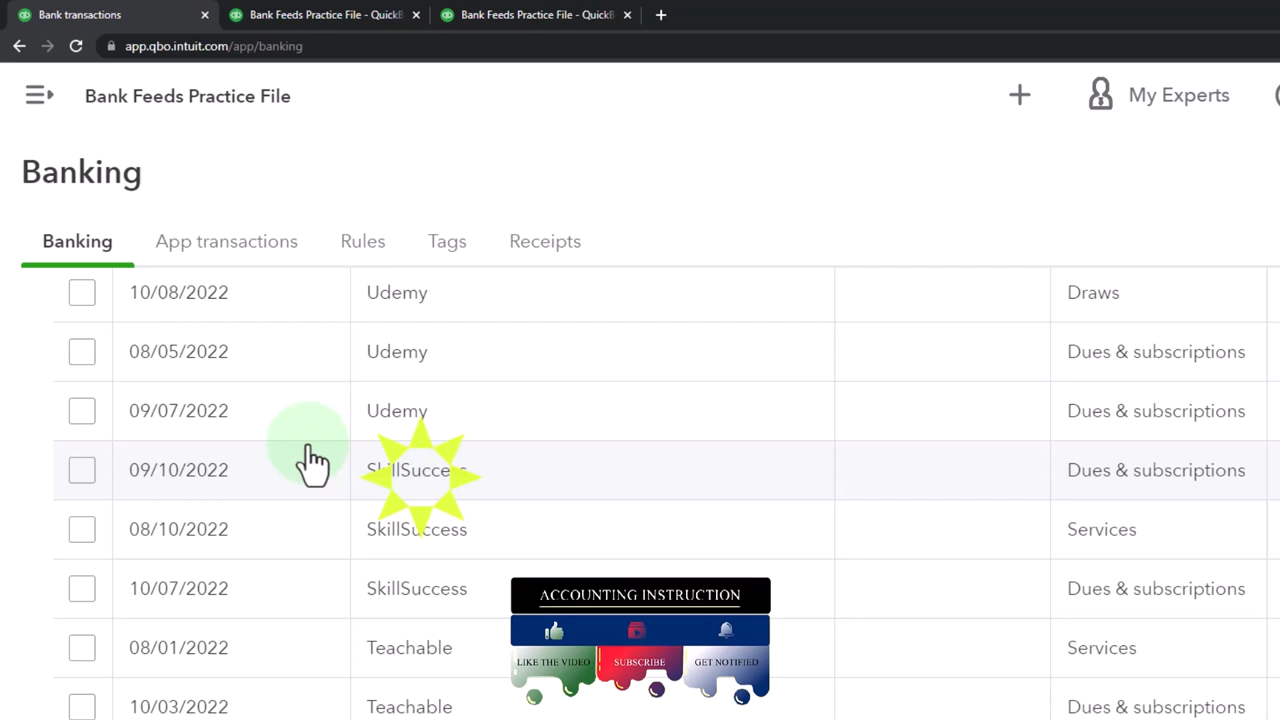 Bank transactions
Bank Feeds Practice File - QuickB
Bank Feeds Practice File - QuickB
app.qbo.intuit.com/app/banking
Bank Feeds Practice File
My Experts
Banking
Banking App transactions Rules Tags Receipts
10/08/2022 Udemy Draws
08/05/2022 Udemy Dues & subscriptions
09/07/2022 Udemy Dues & subscriptions
09/10/2022 SkillSuccess Dues & subscriptions
08/10/2022 SkillSuccess Services
10/07/2022 SkillSuccess Dues & subscriptions
08/01/2022 Teachable Services
10/03/2022 Teachable Dues & subscriptions
ACCOUNTING INSTRUCTION
LIKE THE VIDEO SUBSCRIBE GET NOTIFIED